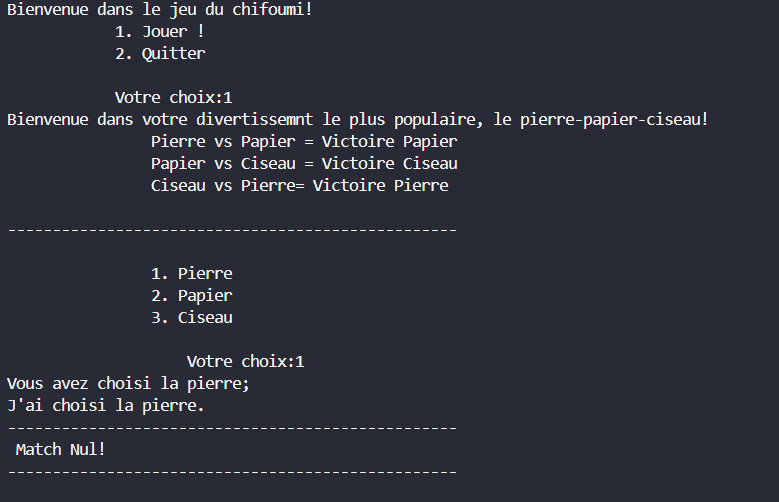 Bienvenue dans le jeu du chifoumi!
1. Jouer !
2. Quitter
Votre choix:1
Bienvenue dans votre divertissemnt le plus populaire, le pierre-papier-ciseau!
Pierre vs Papier = Victoire Papier
Papier vs Ciseau = Victoire Ciseau
Ciseau vs Pierre= Victoire Pierre
--------------------------------------------------
1. Pierre
2. Papier
3. Ciseau
Votre choix:1
Vous avez choisi la pierre;
J'ai choisi la pierre.
--------------------------------------------------
Match Nul!
--------------------------------------------------